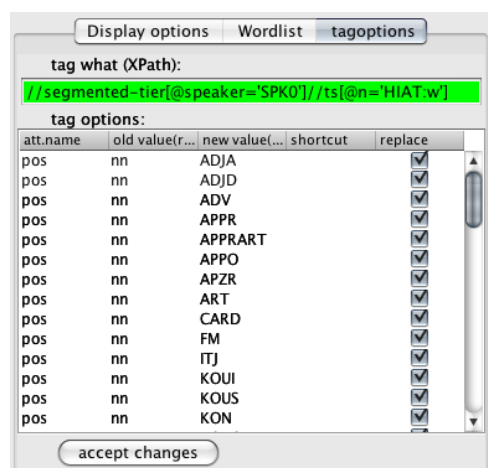 Display options Wordlist tagoptions
tag what (XPath):
//segmented-tier[@speaker='SPK0']//ts[@n='HIAT:w']
tag options:
att.name old value(r... new value(... shortcut replace
pos nn ADJA
pos nn ADJD
pos nn ADV
pos nn APPR
pos nn APPRART
pos nn APPO
pos nn APZR
pos nn ART
pos nn CARD
pos nn FM
pos nn ITJ
pos nn KOUI
pos nn KOUS
pos nn KON
accept changes